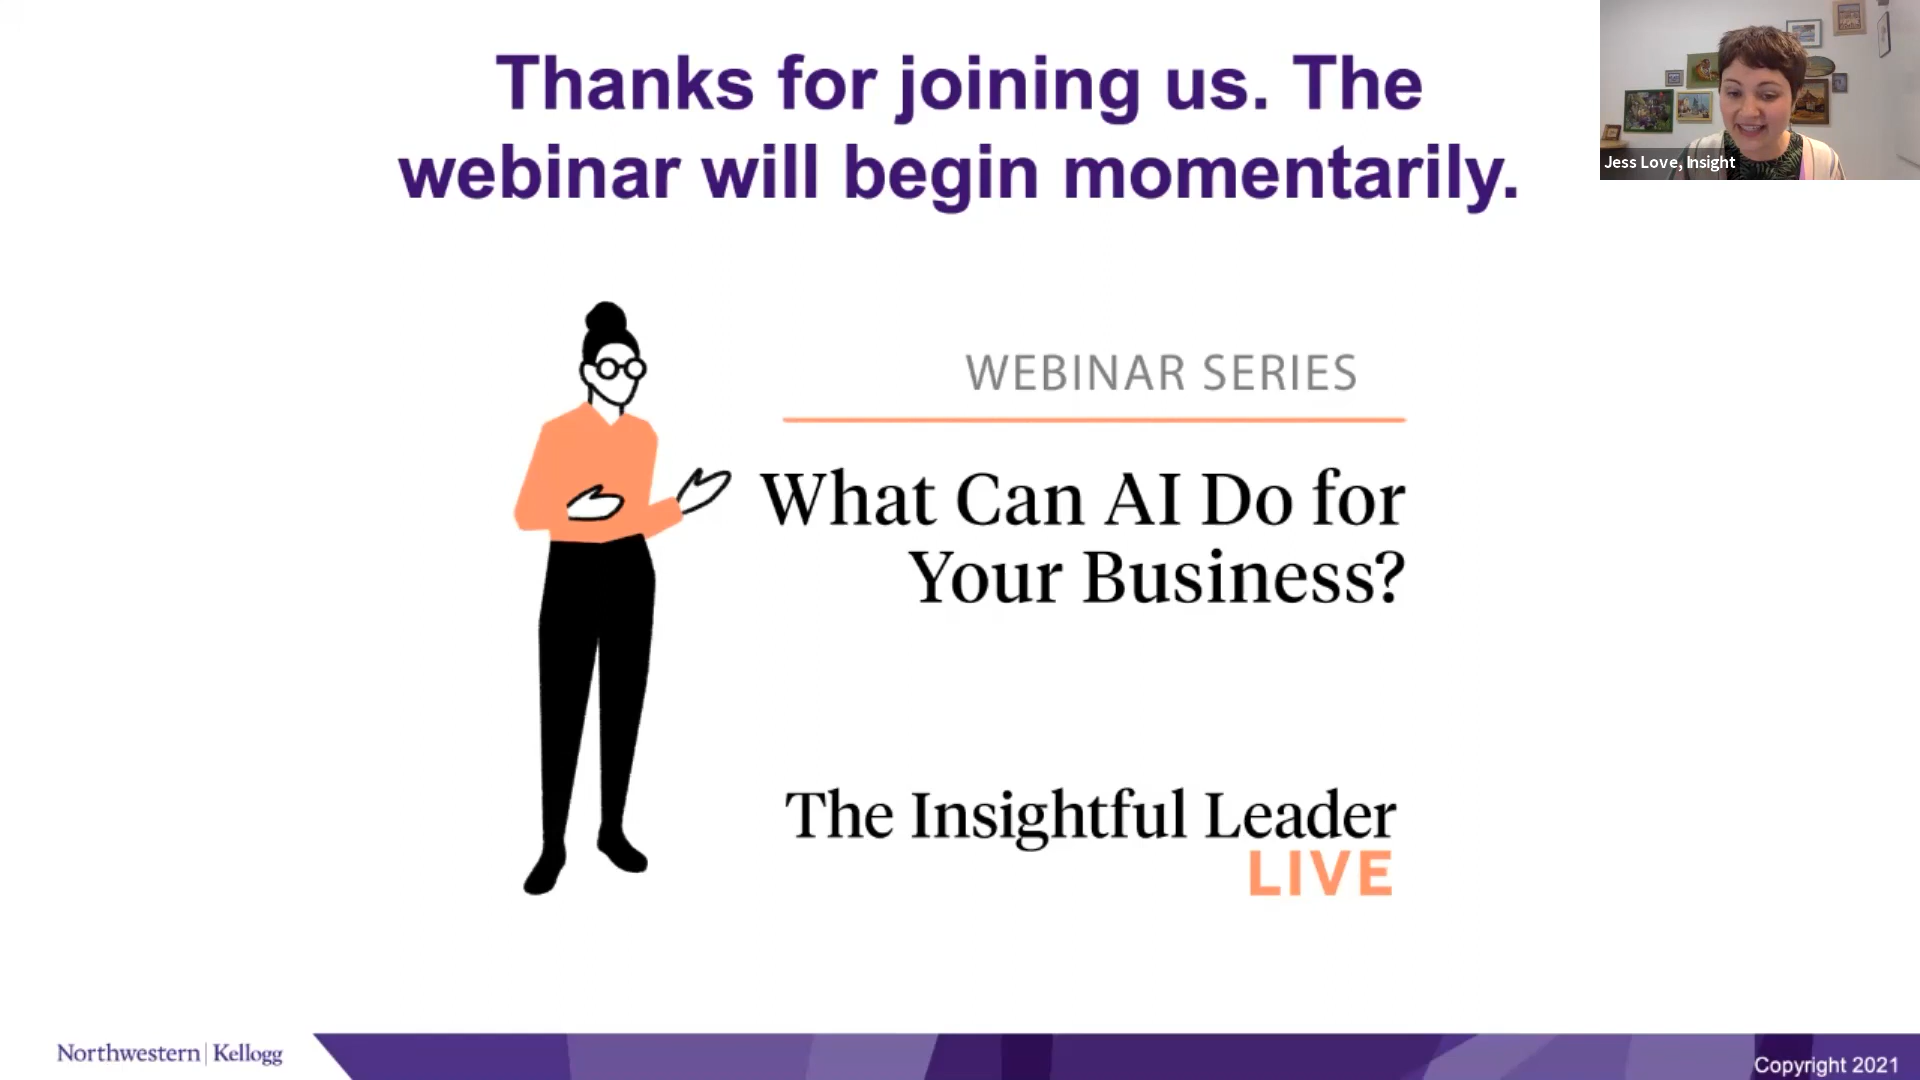 Thanks for joining us. The
webinar will begin momentarily.
Jess Love, Insight
WEBINAR SERIES
What Can AI Do for
Your Business?
The Insightful Leader
LIVE
Northwestern | Kellogg
Copyright 2021